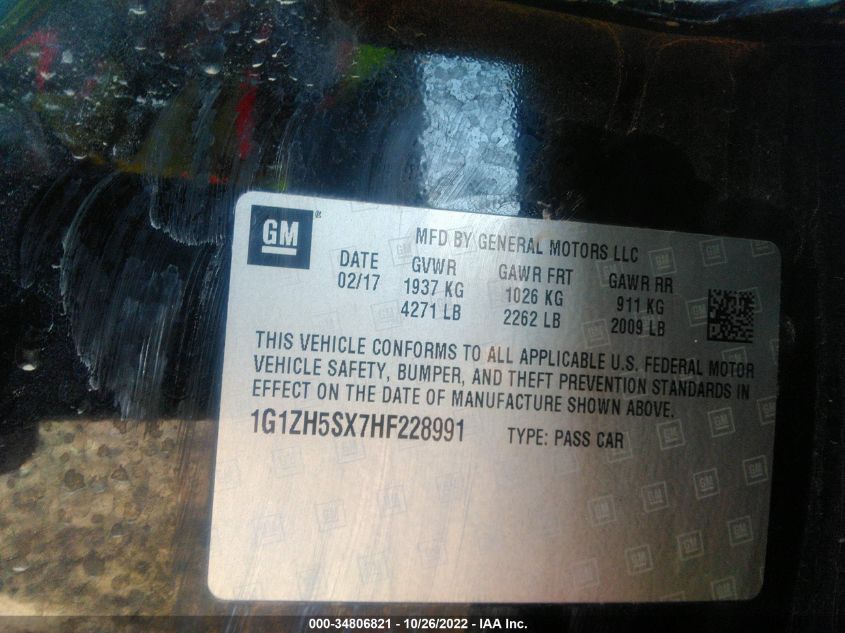 GM ®
MFD BY GENERAL MOTORS LLC
DATE GVWR GAWR FRT GAWR RR
02/17 1937 KG 1026 KG 911 KG
4271 LB 2262 LB 2009 LB
THIS VEHICLE CONFORMS TO ALL APPLICABLE U.S. FEDERAL MOTOR
VEHICLE SAFETY, BUMPER, AND THEFT PREVENTION STANDARDS IN
EFFECT ON THE DATE OF MANUFACTURE SHOWN ABOVE.
1G1ZH5SX7HF228991 TYPE: PASS CAR
000-34806821 - 10/26/2022 - IAA Inc.